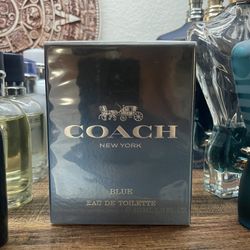 COACH
NEW YORK
BLUE
EAU DE TOILETTE